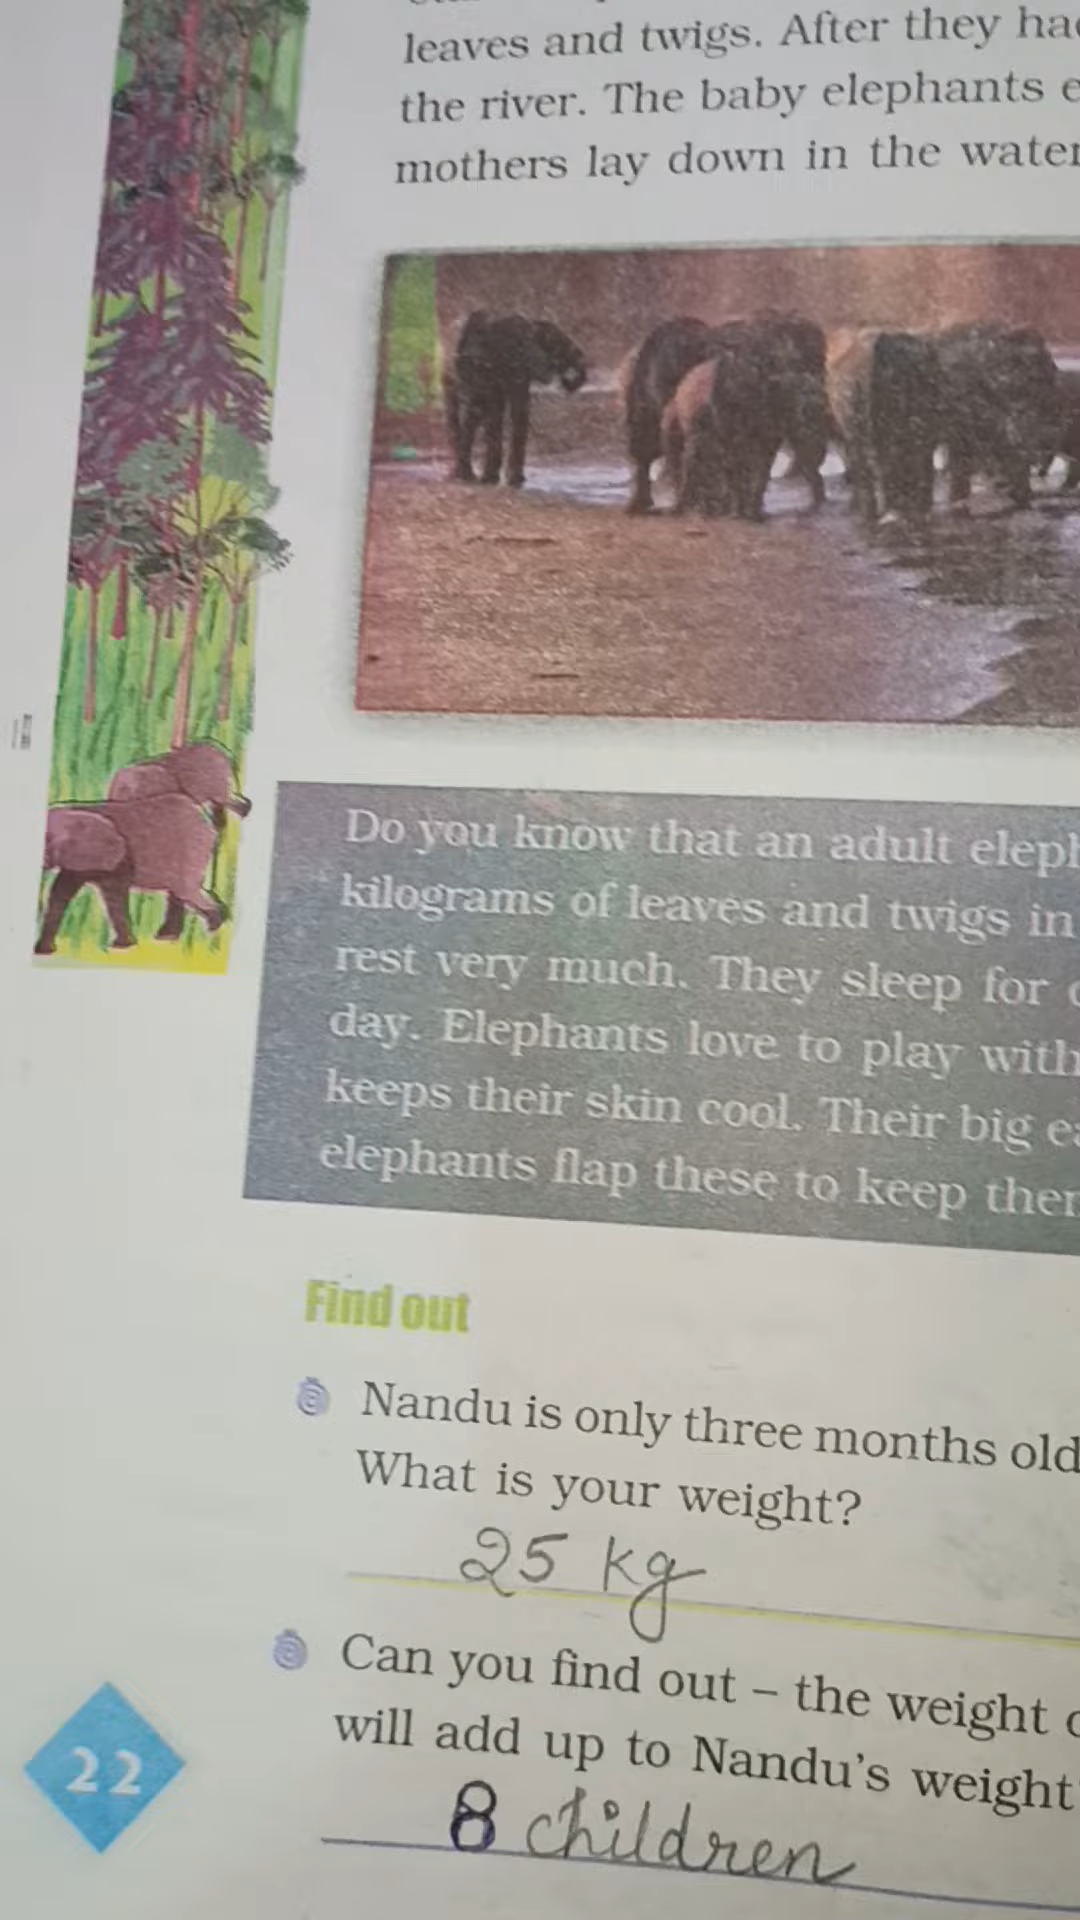 leaves and twigs. After they ha
the river. The baby elephants e
mothers lay down in the water
Do you know that an adult eleph
kilograms of leaves and twigs in
rest very much. They sleep for
day. Elephants love to play with
keeps their skin cool. Their big ea
elephants flap these to keep them
Find out
Nandu is only three months old
What is your weight?
25 kg
Can you find out – the weight
will add up to Nandu's weight
8 children
22